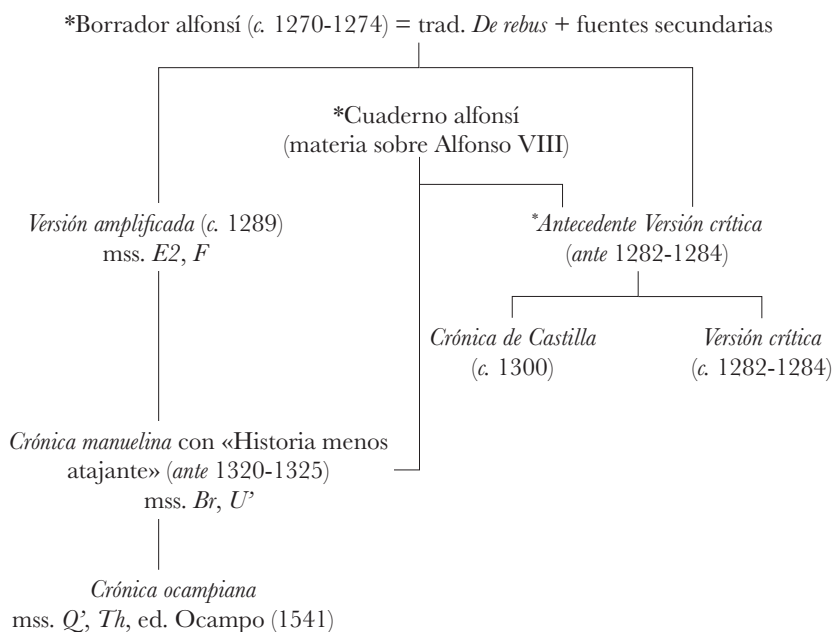 *Borrador alfonsí (c. 1270-1274) = trad. De rebus + fuentes secundarias
*Cuaderno alfonsí
(materia sobre Alfonso VIII)
Versión amplificada (c. 1289)
mss. E2, F
*Antecedente Versión crítica
(ante 1282-1284)
Crónica de Castilla
(c. 1300)
Versión crítica
(c. 1282-1284)
Crónica manuelina con «Historia menos
atajante» (ante 1320-1325)
mss. Br, U’
Crónica ocampiana
mss. Q’, Th, ed. Ocampo (1541)